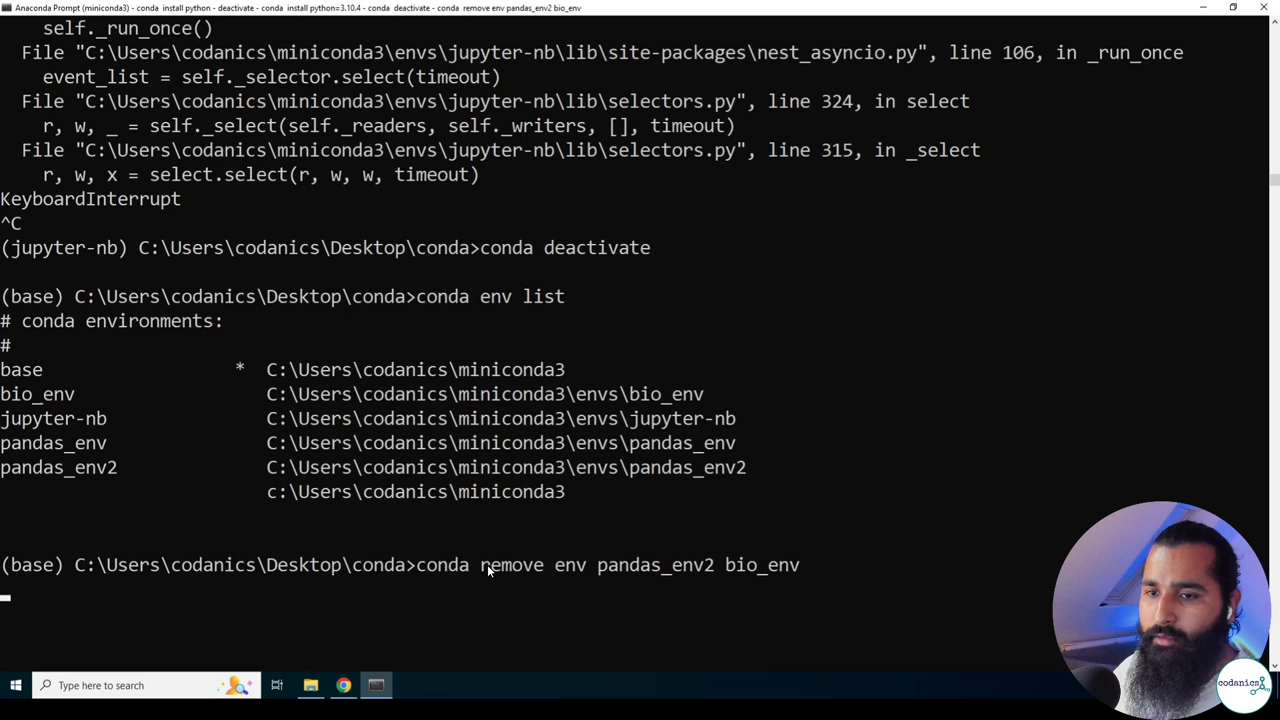 Anaconda Prompt (miniconda3) - conda install python - deactivate - conda install python=3.10.4 - conda deactivate - conda remove env pandas_env2 bio_env
self._run_once()
File "C:\Users\codanics\miniconda3\envs\jupyter-nb\lib\site-packages\nest_asyncio.py", line 106, in _run_once
event_list = self._selector.select(timeout)
File "C:\Users\codanics\miniconda3\envs\jupyter-nb\lib\selectors.py", line 324, in select
r, w, _ = self._select(self._readers, self._writers, [], timeout)
File "C:\Users\codanics\miniconda3\envs\jupyter-nb\lib\selectors.py", line 315, in _select
r, w, x = select.select(r, w, w, timeout)
KeyboardInterrupt
^C
(jupyter-nb) C:\Users\codanics\Desktop\conda>conda deactivate
(base) C:\Users\codanics\Desktop\conda>conda env list
# conda environments:
#
base * C:\Users\codanics\miniconda3
bio_env C:\Users\codanics\miniconda3\envs\bio_env
jupyter-nb C:\Users\codanics\miniconda3\envs\jupyter-nb
pandas_env C:\Users\codanics\miniconda3\envs\pandas_env
pandas_env2 C:\Users\codanics\miniconda3\envs\pandas_env2
c:\Users\codanics\miniconda3
(base) C:\Users\codanics\Desktop\conda>conda remove env pandas_env2 bio_env
Type here to search
codanics